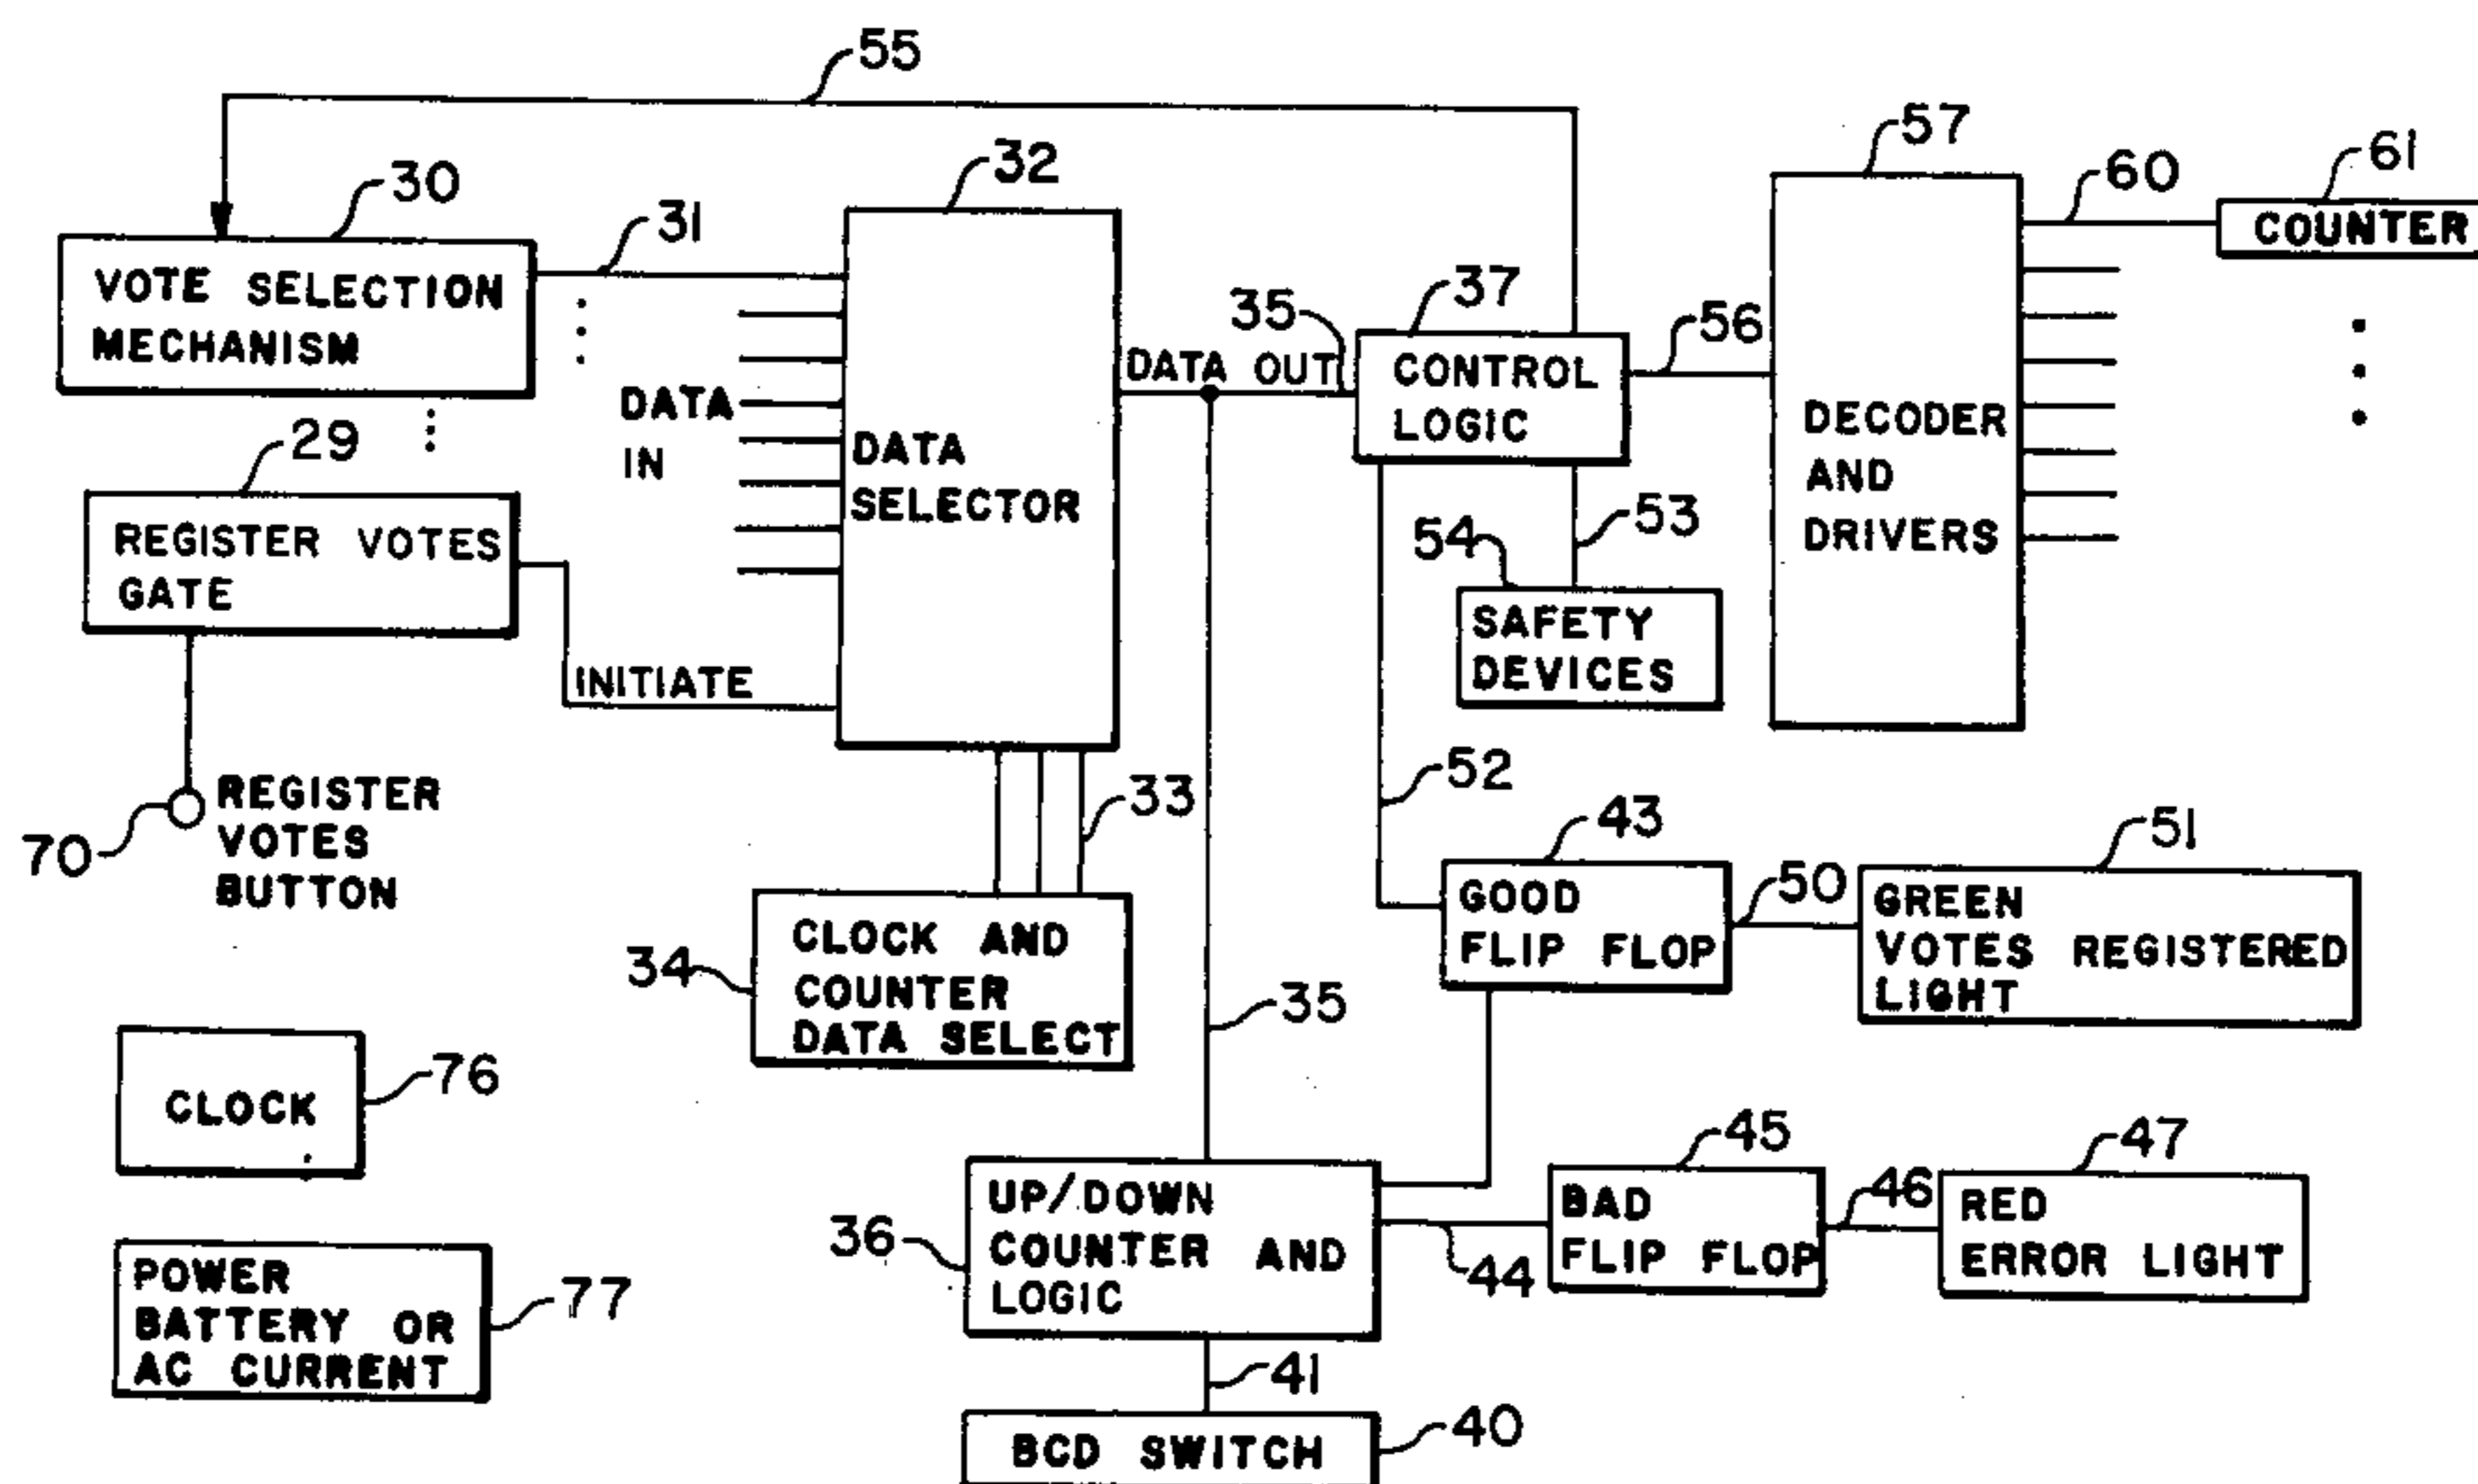 55
57
61
60
COUNTER
32
30
31
VOTE SELECTION
MECHANISM
37
35
56
DATA OUT
CONTROL
LOGIC
DATA
IN
DATA
SELECTOR
DECODER
AND
DRIVERS
29
REGISTER VOTES
GATE
53
54
SAFETY
DEVICES
INITIATE
52
33
70
REGISTER
VOTES
BUTTON
43
51
GOOD
FLIP FLOP
50
GREEN
VOTES REGISTERED
LIGHT
34
CLOCK AND
COUNTER
DATA SELECT
35
CLOCK
76
45
47
UP/DOWN
COUNTER AND
LOGIC
36
44
BAD
FLIP FLOP
46
RED
ERROR LIGHT
POWER
BATTERY OR
AC CURRENT
77
41
BCD SWITCH
40